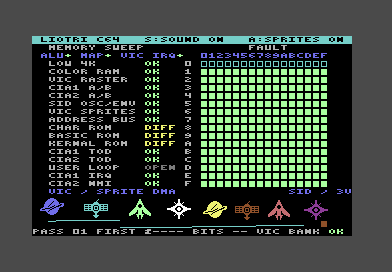 LIOTRI C64 S:SOUND ON A:SPRITES ON
MEMORY SWEEP FAULT
ALU+ MAP+ VIC IRQ+ 0123456789ABCDEF
LOW 4K OK 0
COLOR RAM OK 1
VIC RASTER OK 2
CIA1 A/B OK 3
CIA2 A/B OK 4
SID OSC/ENV OK 5
VIC SPRITES OK 6
ADDRESS BUS OK 7
CHAR ROM DIFF 8
BASIC ROM DIFF 9
KERNAL ROM DIFF A
CIA1 TOD OK B
CIA2 TOD OK C
USER LOOP OPEN D
CIA1 IRQ OK E
CIA2 NMI OK F
VIC / SPRITE DMA SID / 3V
PASS 01 FIRST ---- BITS -- VIC BANK OK